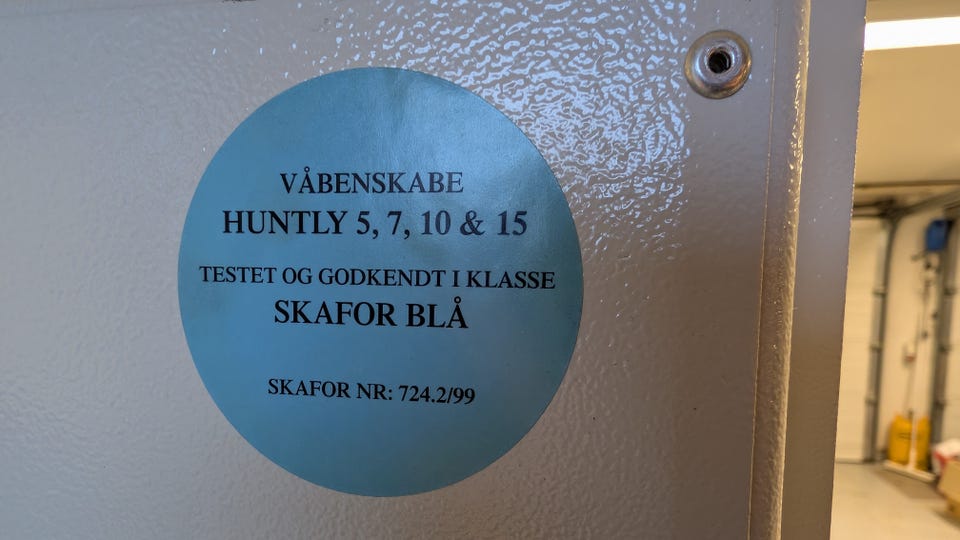 VÅBENSKABE
HUNTLY 5, 7, 10 & 15
TESTET OG GODKENDT I KLASSE
SKAFOR BLÅ
SKAFOR NR: 724.2/99